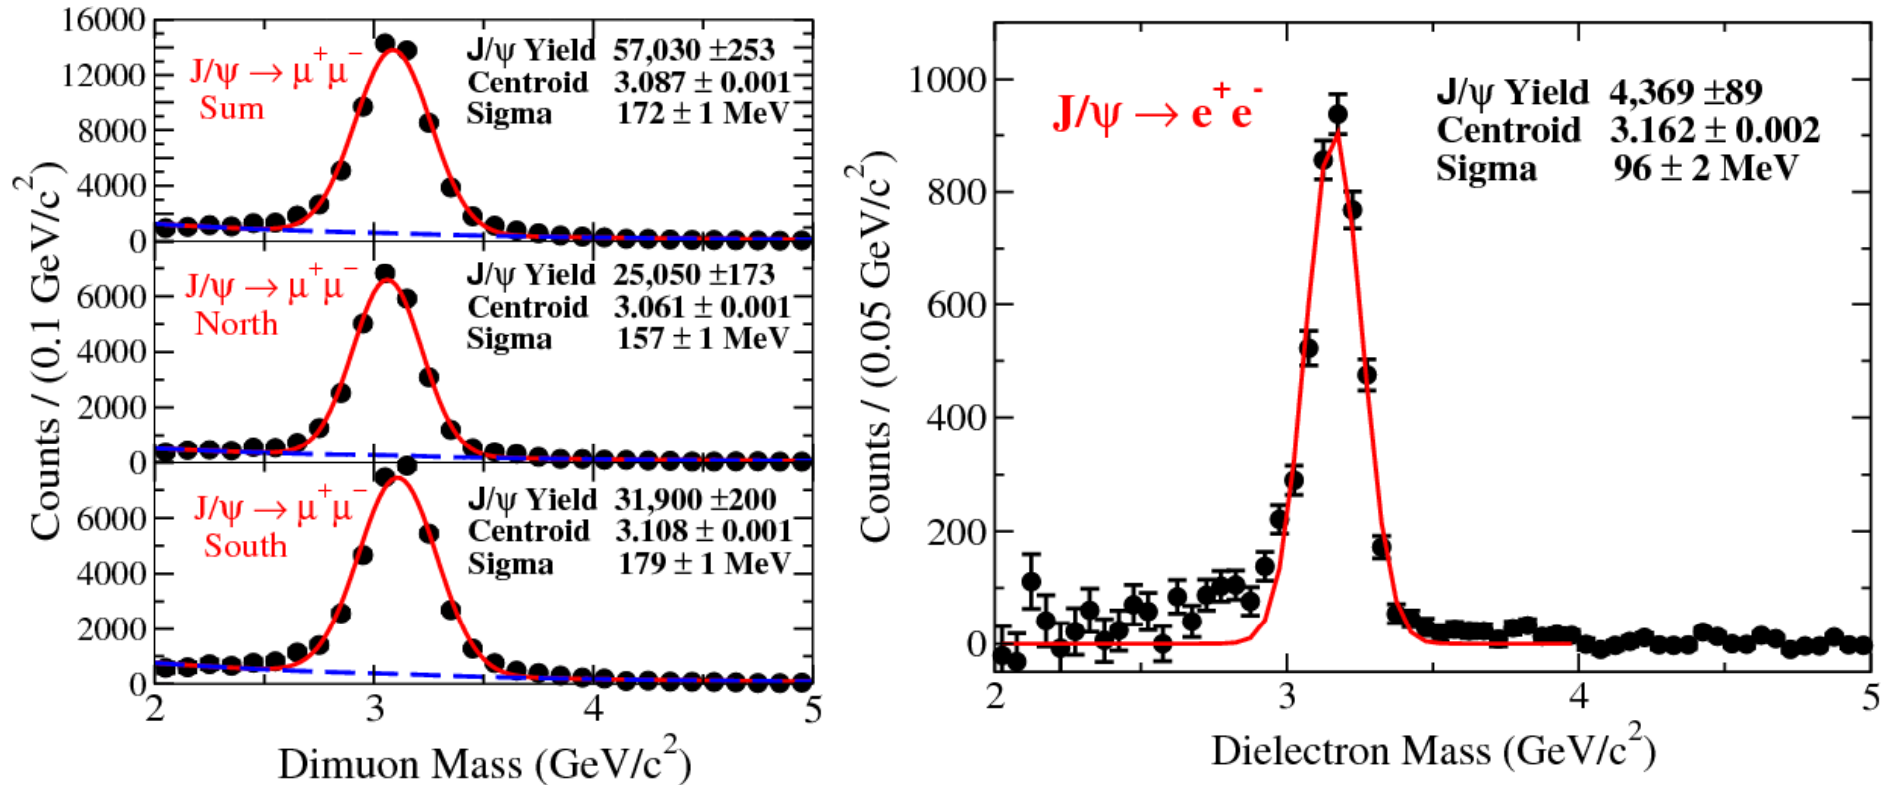 Counts / (0.1 GeV/c²)
16000
12000
8000
4000
0
J/ψ → μ⁺μ⁻
Sum
J/ψ Yield 57,030 ±253
Centroid 3.087 ± 0.001
Sigma 172 ± 1 MeV
6000
4000
2000
0
J/ψ → μ⁺μ⁻
North
J/ψ Yield 25,050 ±173
Centroid 3.061 ± 0.001
Sigma 157 ± 1 MeV
6000
4000
2000
0
J/ψ → μ⁺μ⁻
South
J/ψ Yield 31,900 ±200
Centroid 3.108 ± 0.001
Sigma 179 ± 1 MeV
2 3 4 5
Dimuon Mass (GeV/c²)
Counts / (0.05 GeV/c²)
1000
800
600
400
200
0
J/ψ → e⁺e⁻
J/ψ Yield 4,369 ±89
Centroid 3.162 ± 0.002
Sigma 96 ± 2 MeV
2 3 4 5
Dielectron Mass (GeV/c²)